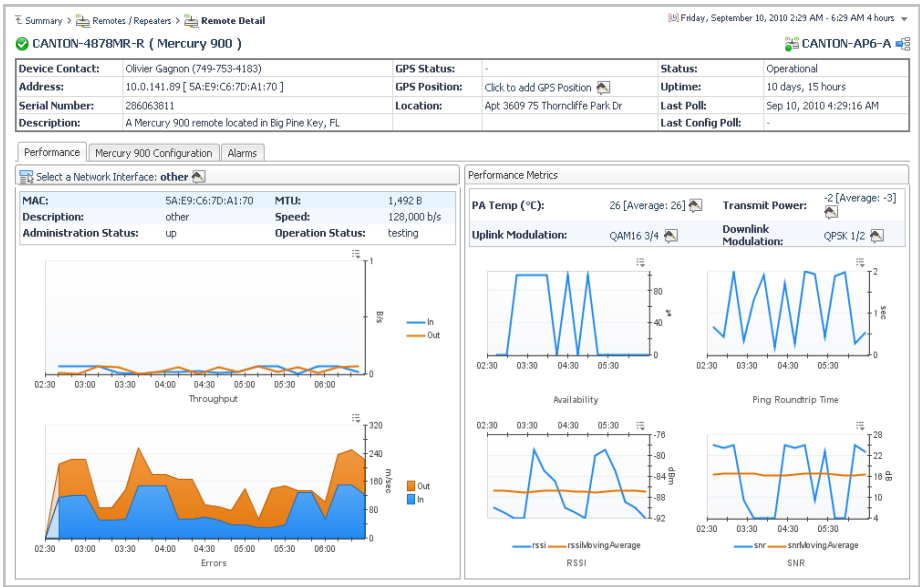 Summary > Remotes / Repeaters > Remote Detail
Friday, September 10, 2010 2:29 AM - 6:29 AM 4 hours
CANTON-4878MR-R ( Mercury 900 )
CANTON-AP6-A
Device Contact: Olivier Gagnon (749-753-4183) GPS Status: - Status: Operational
Address: 10.0.141.89 [ 5A:E9:C6:7D:A1:70 ] GPS Position: Click to add GPS Position Uptime: 10 days, 15 hours
Serial Number: 286063811 Location: Apt 3609 75 Thorncliffe Park Dr Last Poll: Sep 10, 2010 4:29:16 AM
Description: A Mercury 900 remote located in Big Pine Key, FL Last Config Poll: -
Performance Mercury 900 Configuration Alarms
Select a Network Interface: other
MAC: 5A:E9:C6:7D:A1:70 MTU: 1,492 B
Description: other Speed: 128,000 b/s
Administration Status: up Operation Status: testing
1
B/s
0
In
Out
02:30 03:00 03:30 04:00 04:30 05:00 05:30 06:00
Throughput
320
240
160
80
0
m/sec
Out
In
02:30 03:00 03:30 04:00 04:30 05:00 05:30 06:00
Errors
Performance Metrics
PA Temp (°C): 26 [Average: 26] Transmit Power: -2 [Average: -3]
Uplink Modulation: QAM16 3/4 Downlink Modulation: QPSK 1/2
80
40
0
02:30 03:30 04:30 05:30
Availability
2
1
0
sec
02:30 03:30 04:30 05:30
Ping Roundtrip Time
02:30 03:30 04:30 05:30
-76
-80
-84
-88
-92
dBm
rssi rssiMovingAverage
RSSI
28
22
16
10
4
dB
02:30 03:30 04:30 05:30
snr snrMovingAverage
SNR